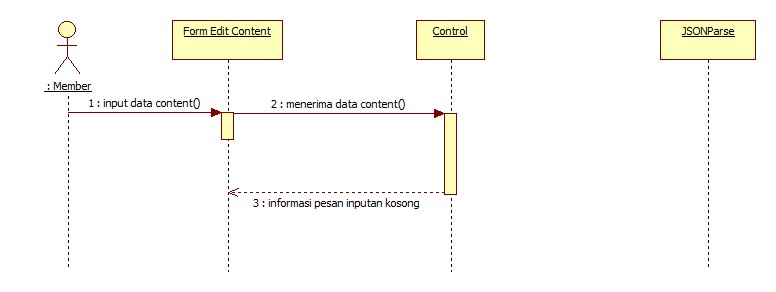 Form Edit Content
Control
JSONParse
: Member
1 : input data content()
2 : menerima data content()
3 : informasi pesan inputan kosong